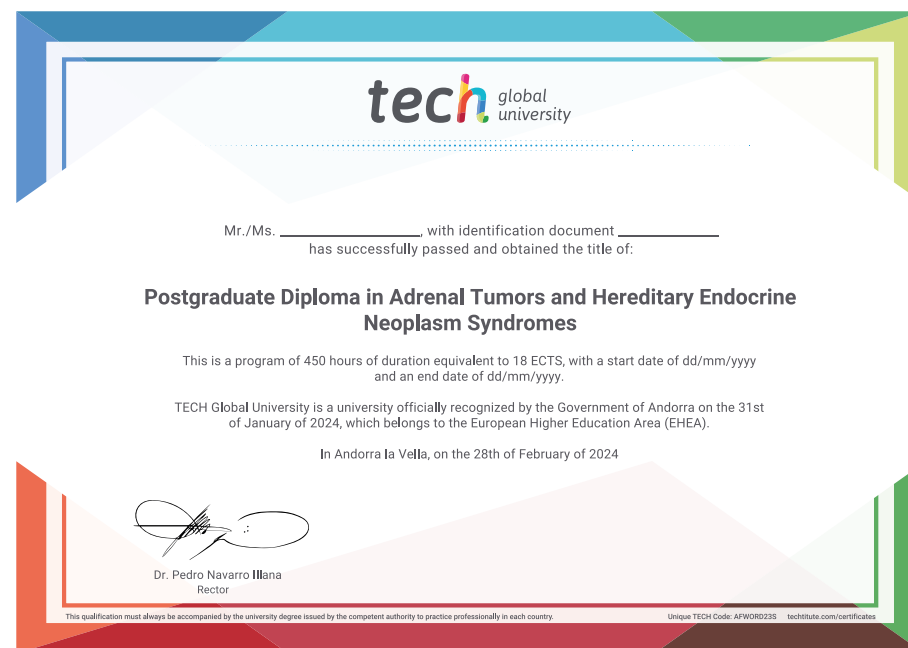 tech global
university
Mr./Ms. ________________, with identification document ____________
has successfully passed and obtained the title of:
Postgraduate Diploma in Adrenal Tumors and Hereditary Endocrine
Neoplasm Syndromes
This is a program of 450 hours of duration equivalent to 18 ECTS, with a start date of dd/mm/yyyy
and an end date of dd/mm/yyyy.
TECH Global University is a university officially recognized by the Government of Andorra on the 31st
of January of 2024, which belongs to the European Higher Education Area (EHEA).
In Andorra la Vella, on the 28th of February of 2024
Dr. Pedro Navarro Illana
Rector
This qualification must always be accompanied by the university degree issued by the competent authority to practice professionally in each country.
Unique TECH Code: AFWORD23S techtitute.com/certificates